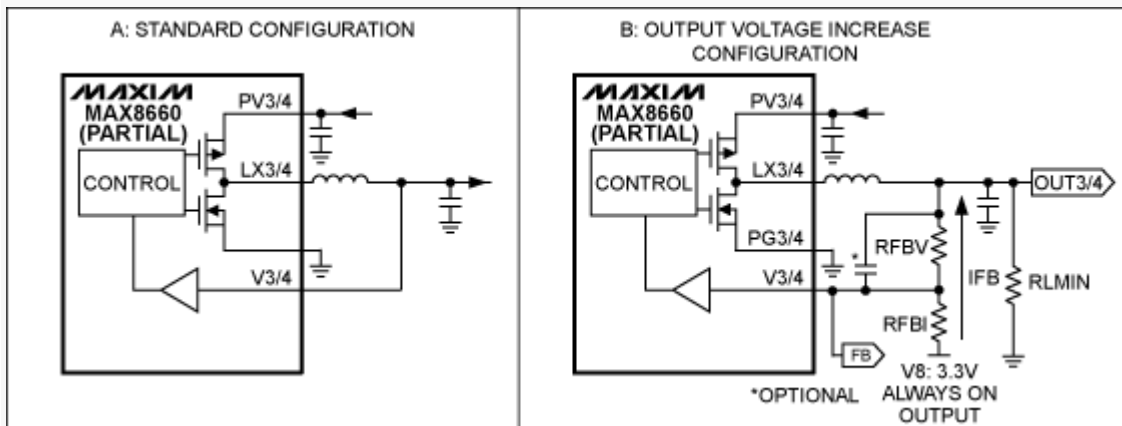 A: STANDARD CONFIGURATION
MAXIM
MAX8660
(PARTIAL)
CONTROL
PV3/4
LX3/4
V3/4
B: OUTPUT VOLTAGE INCREASE
CONFIGURATION
MAXIM
MAX8660
(PARTIAL)
CONTROL
PV3/4
LX3/4
PG3/4
V3/4
OUT3/4
*
RFBV
IFB
RLMIN
RFBI
FB
V8: 3.3V
ALWAYS ON
OUTPUT
*OPTIONAL